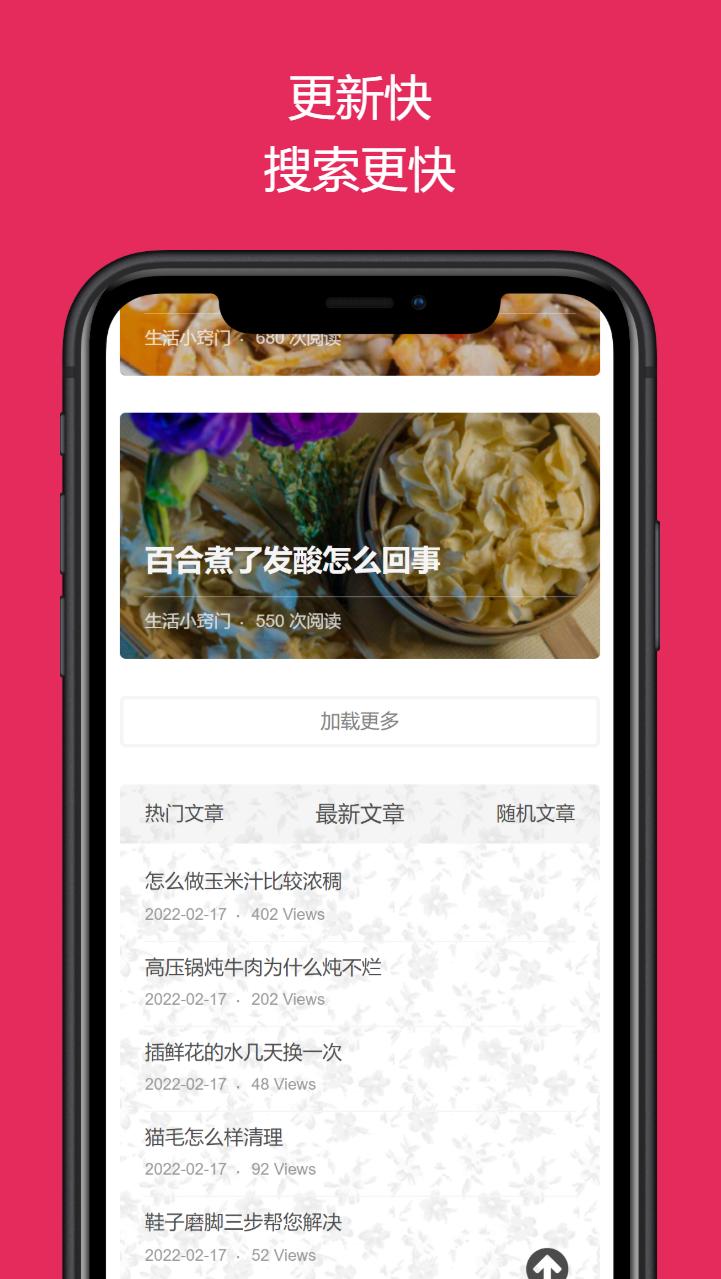 更新快
搜索更快
生活小窍门 · 680 次阅读
百合煮了发酸怎么回事
生活小窍门 · 550 次阅读
加载更多
热门文章 最新文章 随机文章
怎么做玉米汁比较浓稠
2022-02-17 · 402 Views
高压锅炖牛肉为什么炖不烂
2022-02-17 · 202 Views
插鲜花的水几天换一次
2022-02-17 · 48 Views
猫毛怎么样清理
2022-02-17 · 92 Views
鞋子磨脚三步帮您解决
2022-02-17 · 52 Views